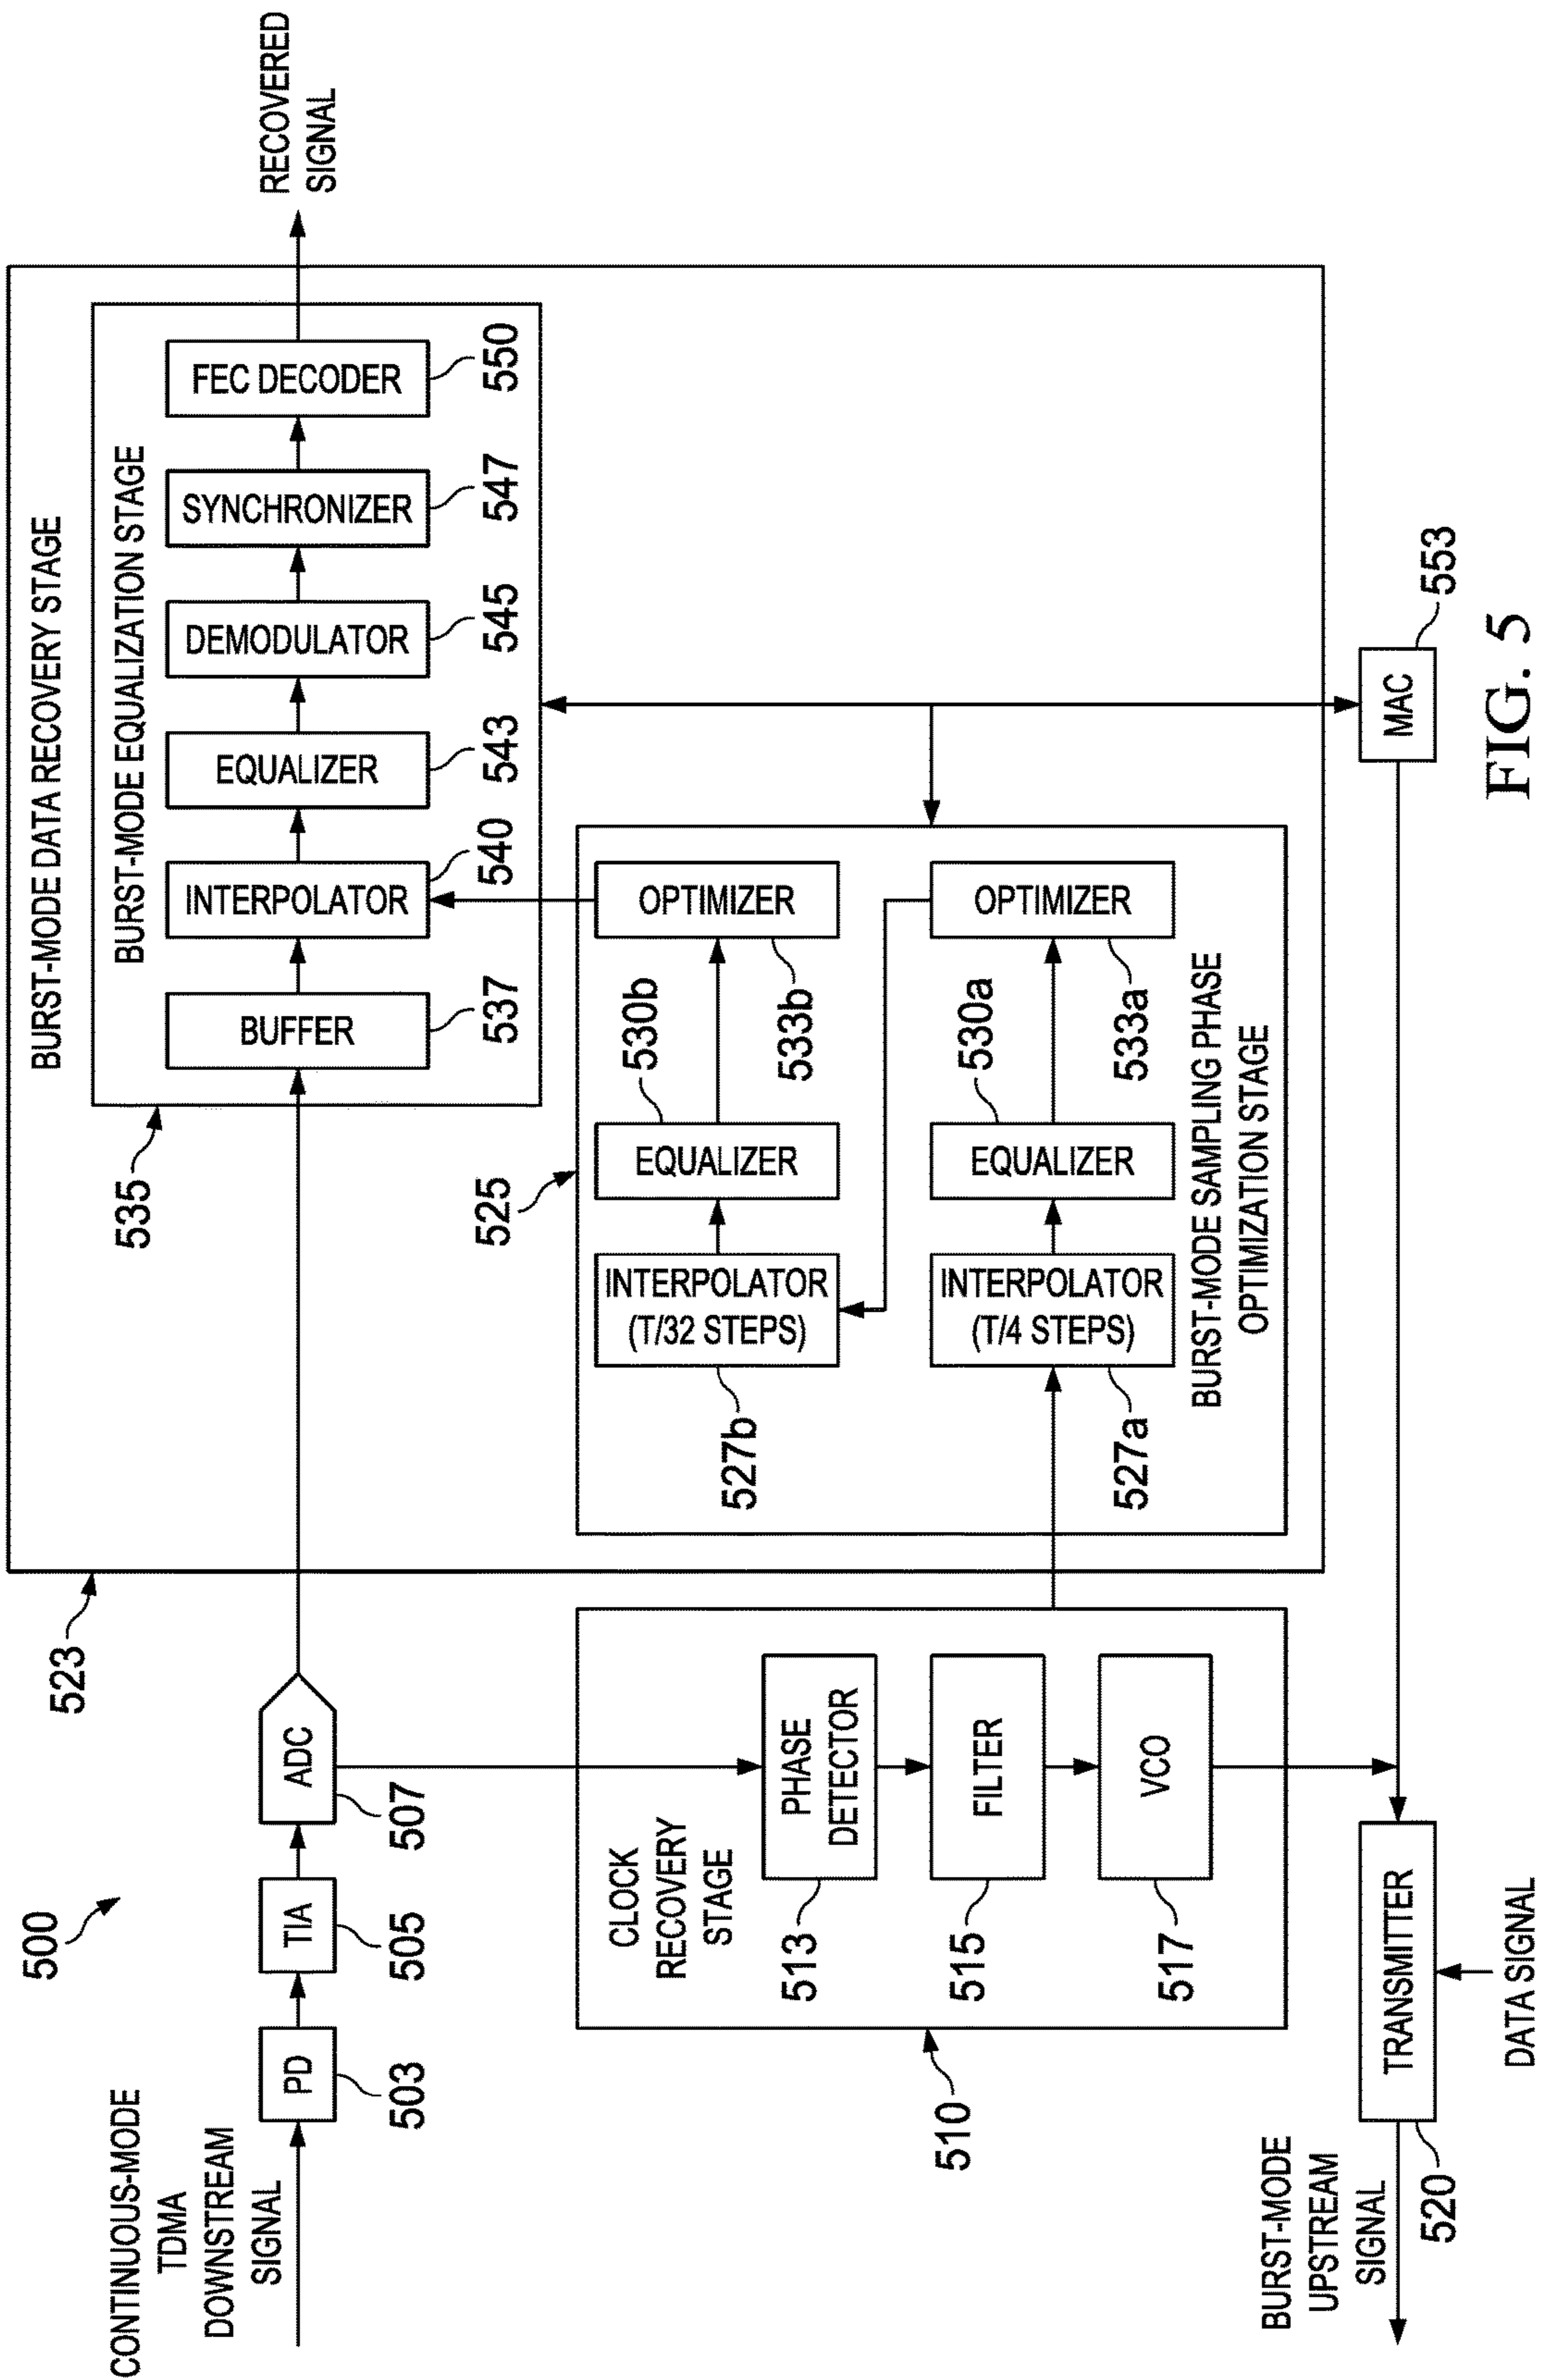 500
CONTINUOUS-MODE
TDMA
DOWNSTREAM
SIGNAL
PD
503
TIA
505
ADC
507
523
BURST-MODE DATA RECOVERY STAGE
535
BURST-MODE EQUALIZATION STAGE
BUFFER
537
INTERPOLATOR
540
EQUALIZER
543
DEMODULATOR
545
SYNCHRONIZER
547
FEC DECODER
550
RECOVERED
SIGNAL
510
CLOCK
RECOVERY
STAGE
PHASE
DETECTOR
513
FILTER
515
VCO
517
525
INTERPOLATOR
(T/32 STEPS)
527b
EQUALIZER
530b
OPTIMIZER
533b
INTERPOLATOR
(T/4 STEPS)
527a
EQUALIZER
530a
OPTIMIZER
533a
BURST-MODE SAMPLING PHASE
OPTIMIZATION STAGE
BURST-MODE
UPSTREAM
SIGNAL
TRANSMITTER
520
DATA SIGNAL
MAC
553
FIG. 5